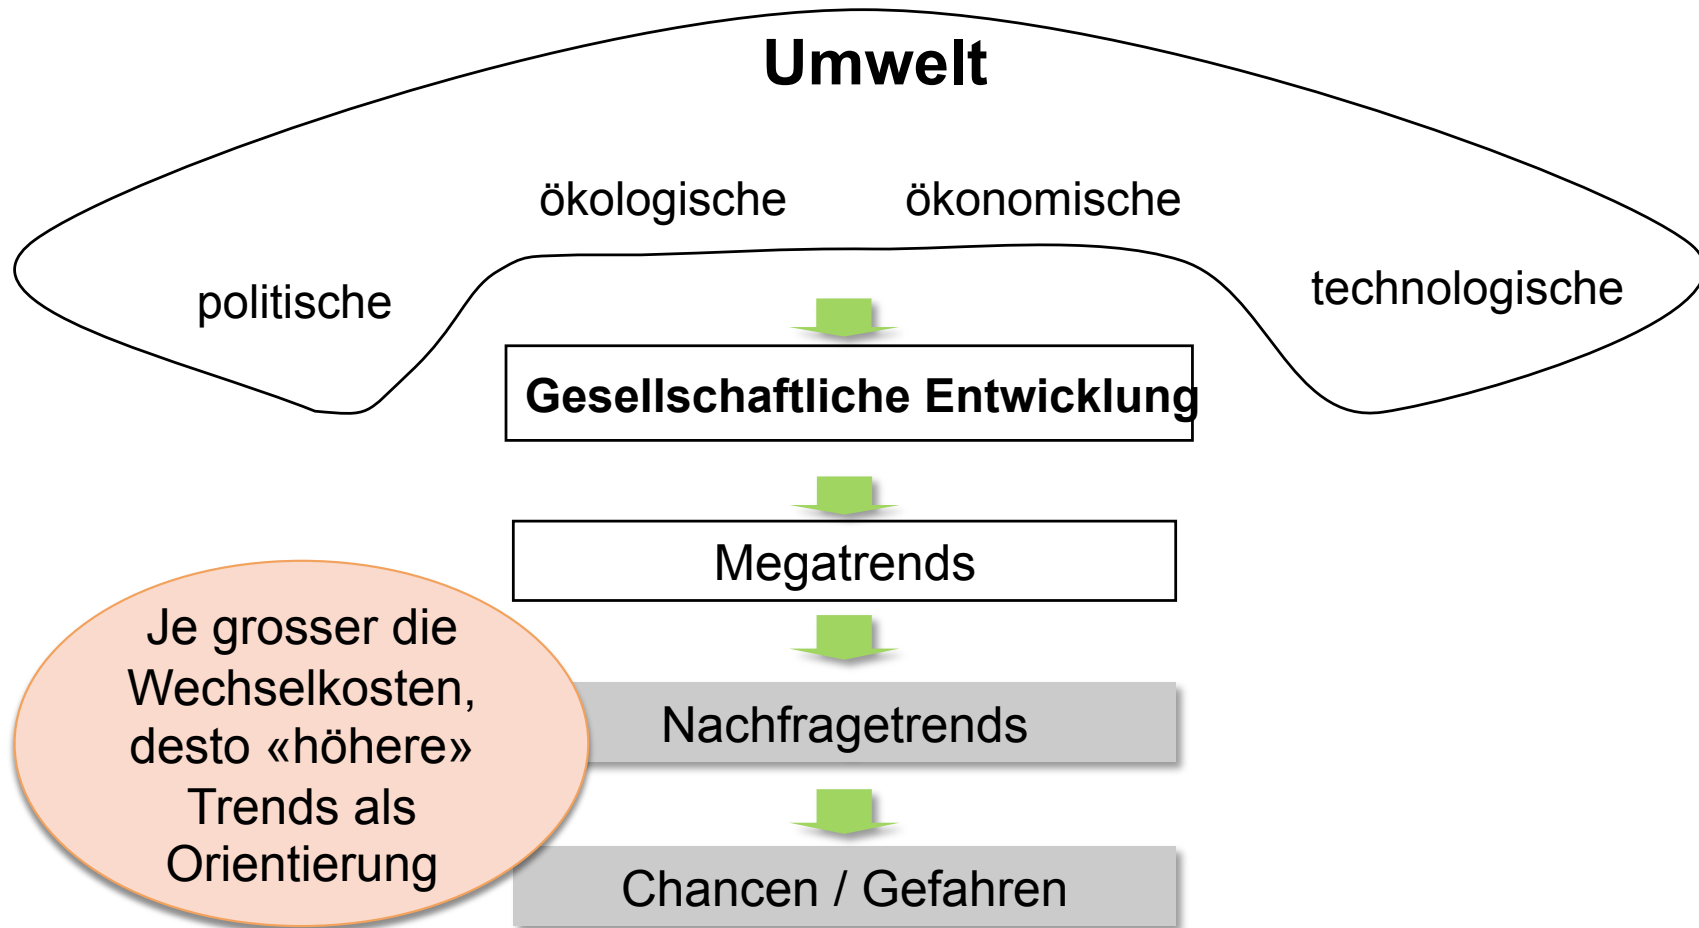 Umwelt
ökologische
ökonomische
politische
technologische
Gesellschaftliche Entwicklung
Megatrends
Je grosser die
Wechselkosten,
desto «höhere»
Trends als
Orientierung
Nachfragetrends
Chancen / Gefahren